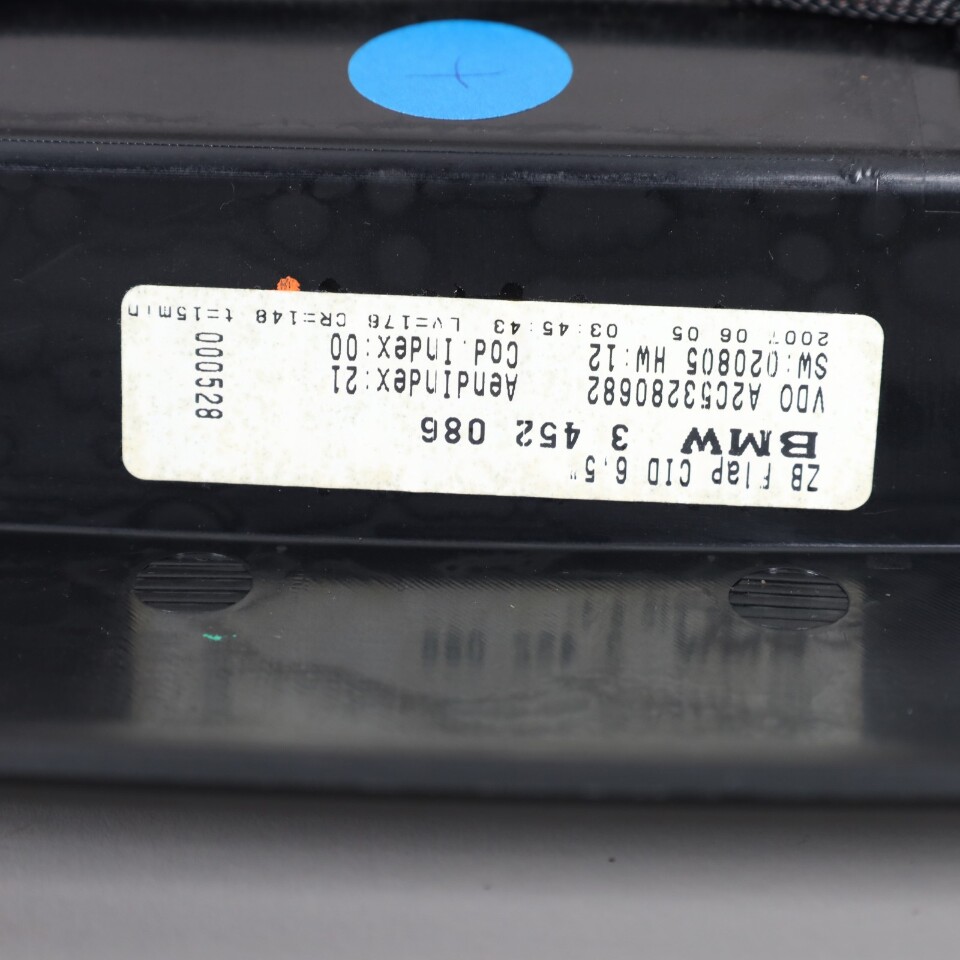 ZB Flap CID 6,5"
BMW 3 452 086
VDO A2C53280682 AendIndex:21
SW:020805 HW:12 Cod.Index:00
2007 06 05 03:45:43 LV=176 CR=148 t=15min
000528